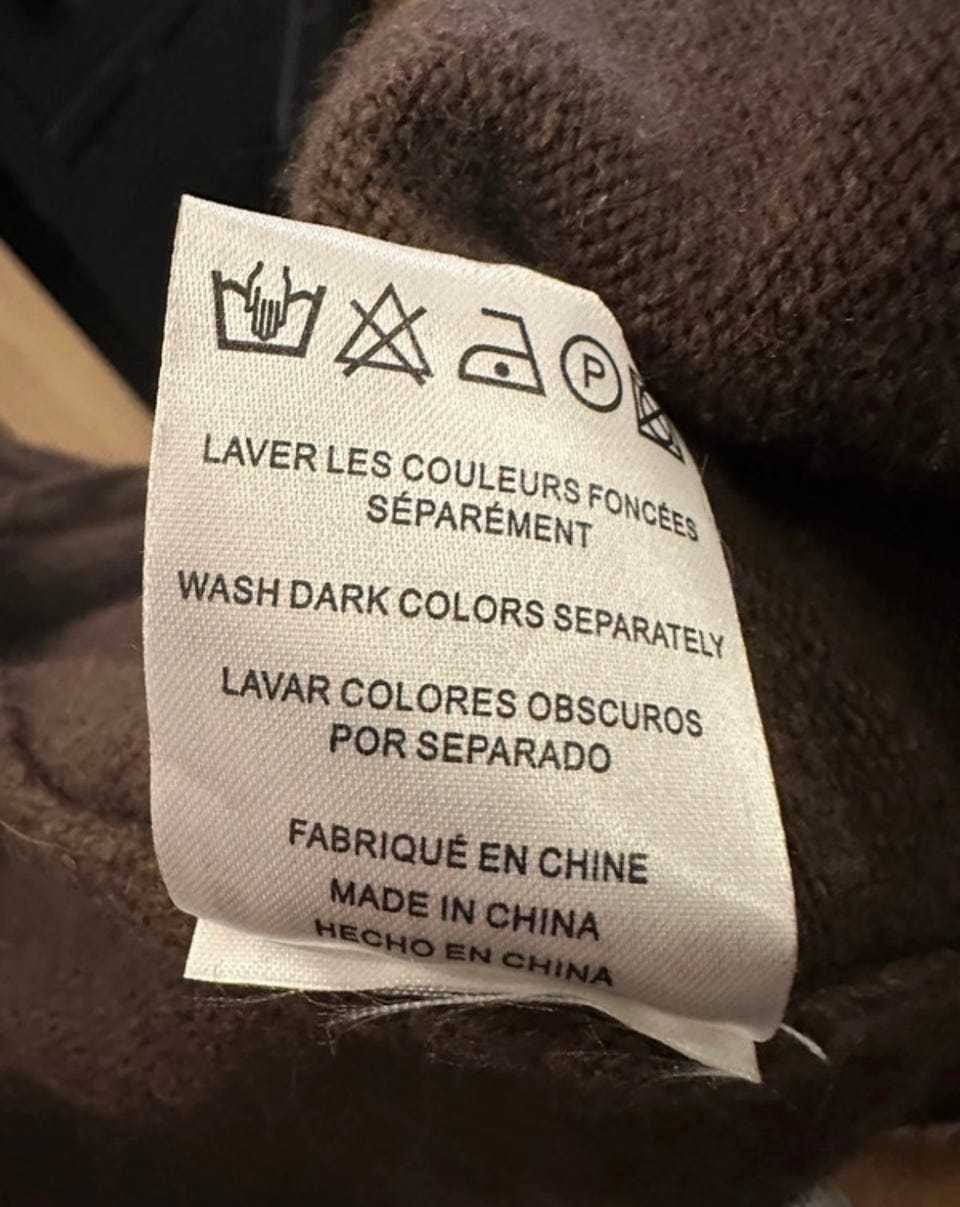 P
LAVER LES COULEURS FONCÉES
SÉPARÉMENT
WASH DARK COLORS SEPARATELY
LAVAR COLORES OBSCUROS
POR SEPARADO
FABRIQUÉ EN CHINE
MADE IN CHINA
HECHO EN CHINA